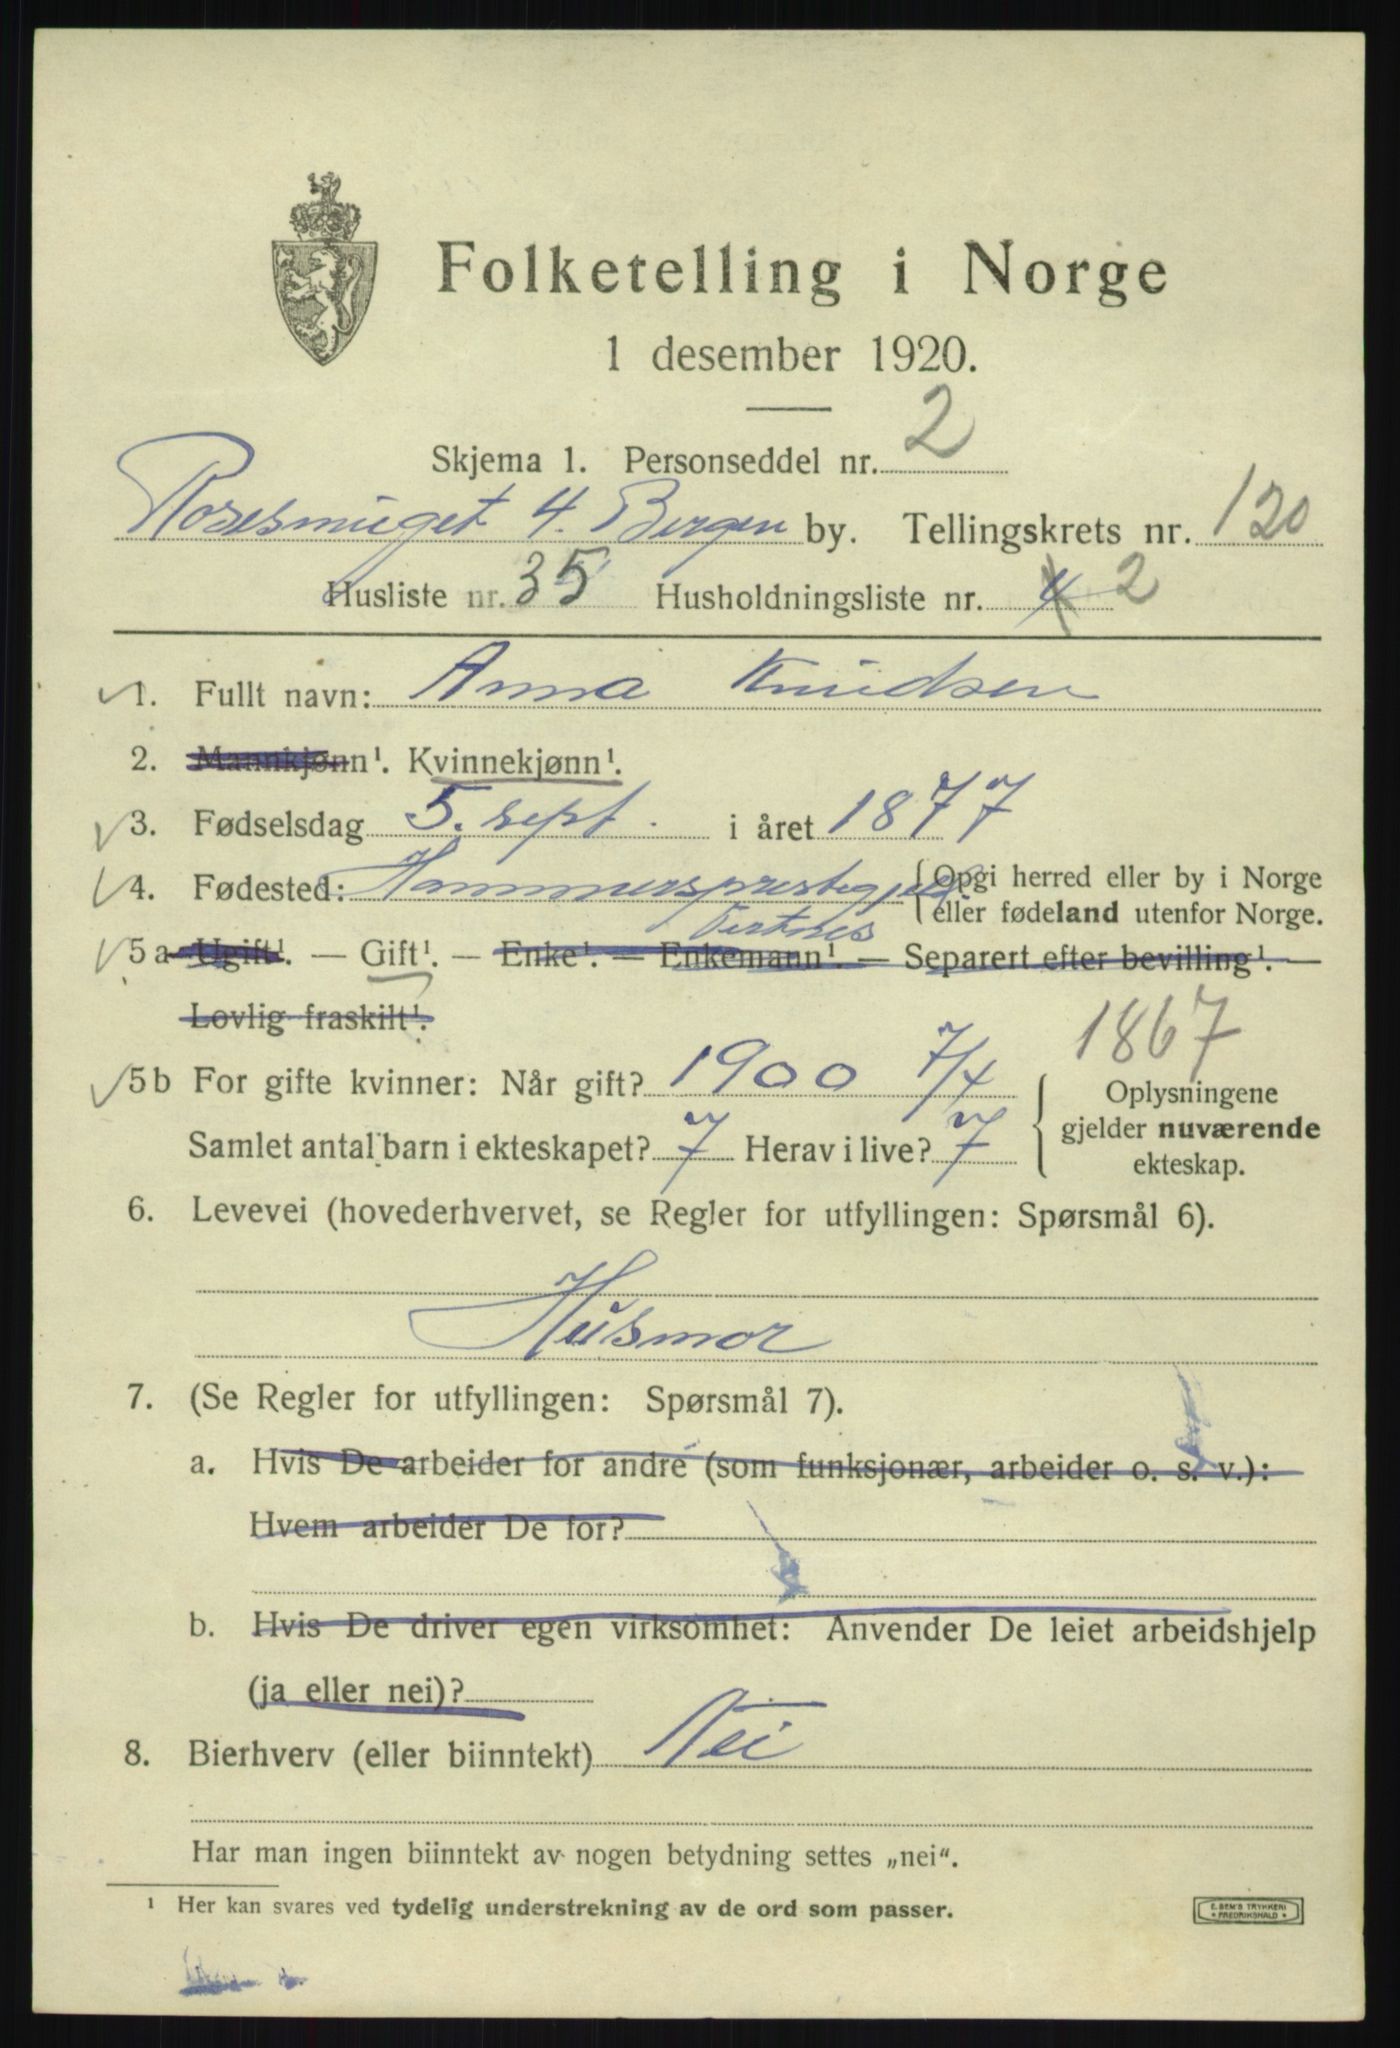 Folketelling i Norge
1 desember 1920.
Skjema 1. Personseddel nr. 2
Rosesmuget 4. Bergen by. Tellingskrets nr. 120
Husliste nr. 35 Husholdningsliste nr. 4 2
1. Fullt navn: Anna Knudsen
2. Mannkjønn¹. Kvinnekjønn¹.
3. Fødselsdag 5. sept. i året 1877
4. Fødested: Hammersprestegjeld {Opgi herred eller by i Norge
eller fødeland utenfor Norge.
Tertnes
5 a Ugift¹. — Gift¹. — Enke¹. — Enkemann¹. — Separert efter bevilling¹. —
Lovlig fraskilt¹.
1867
5 b For gifte kvinner: Når gift? 1900 7/4
Samlet antal barn i ekteskapet? 7 Herav i live? 7
{ Oplysningene
gjelder nuværende
ekteskap.
6. Levevei (hovederhvervet, se Regler for utfyllingen: Spørsmål 6).
Husmor
7. (Se Regler for utfyllingen: Spørsmål 7).
a. Hvis De arbeider for andre (som funksjonær, arbeider o. s. v.):
Hvem arbeider De for?
b. Hvis De driver egen virksomhet: Anvender De leiet arbeidshjelp
(ja eller nei)?
8. Bierhverv (eller biinntekt) Nei
Har man ingen biinntekt av nogen betydning settes „nei“.
¹ Her kan svares ved tydelig understrekning av de ord som passer.
E. SEM'S TRYKKERI
* FREDRIKSHALD *